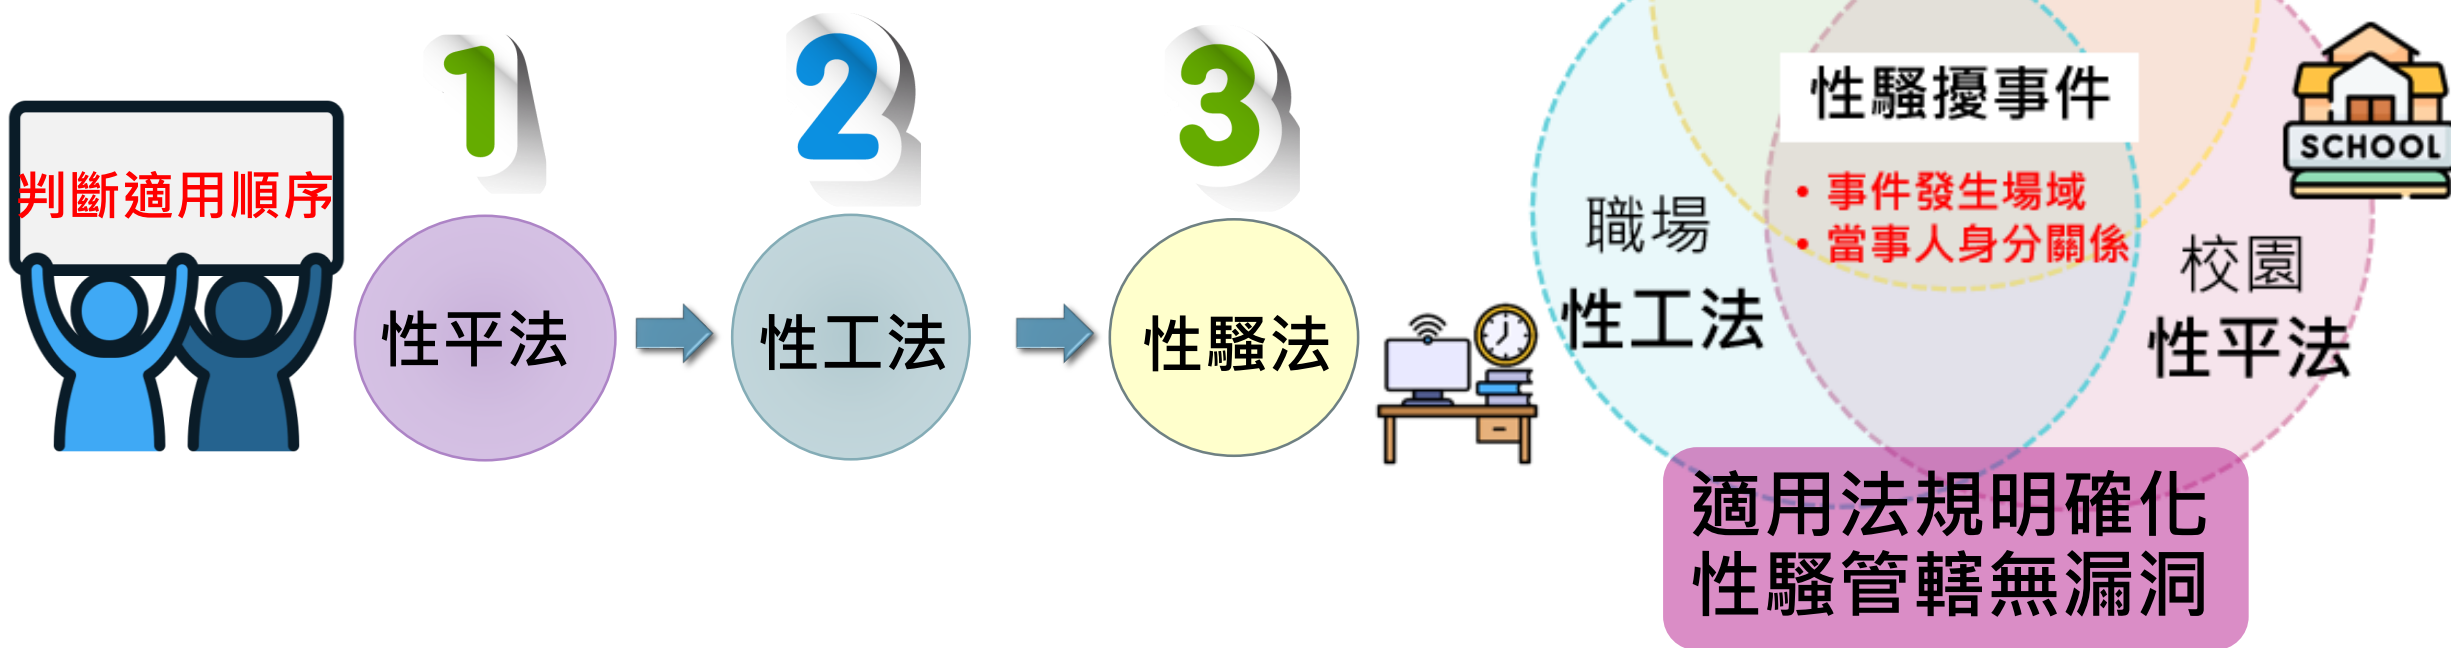 判斷適用順序
1
2
3
性平法
性工法
性騷法
性騷擾事件
• 事件發生場域
• 當事人身分關係
職場
性工法
SCHOOL
校園
性平法
適用法規明確化
性騷管轄無漏洞